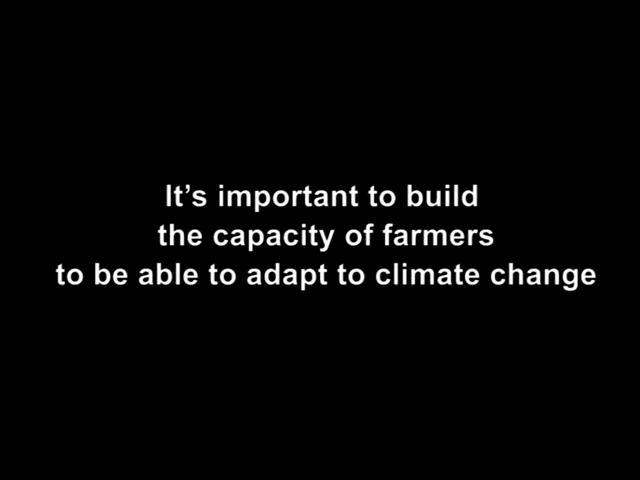 It’s important to build
the capacity of farmers
to be able to adapt to climate change